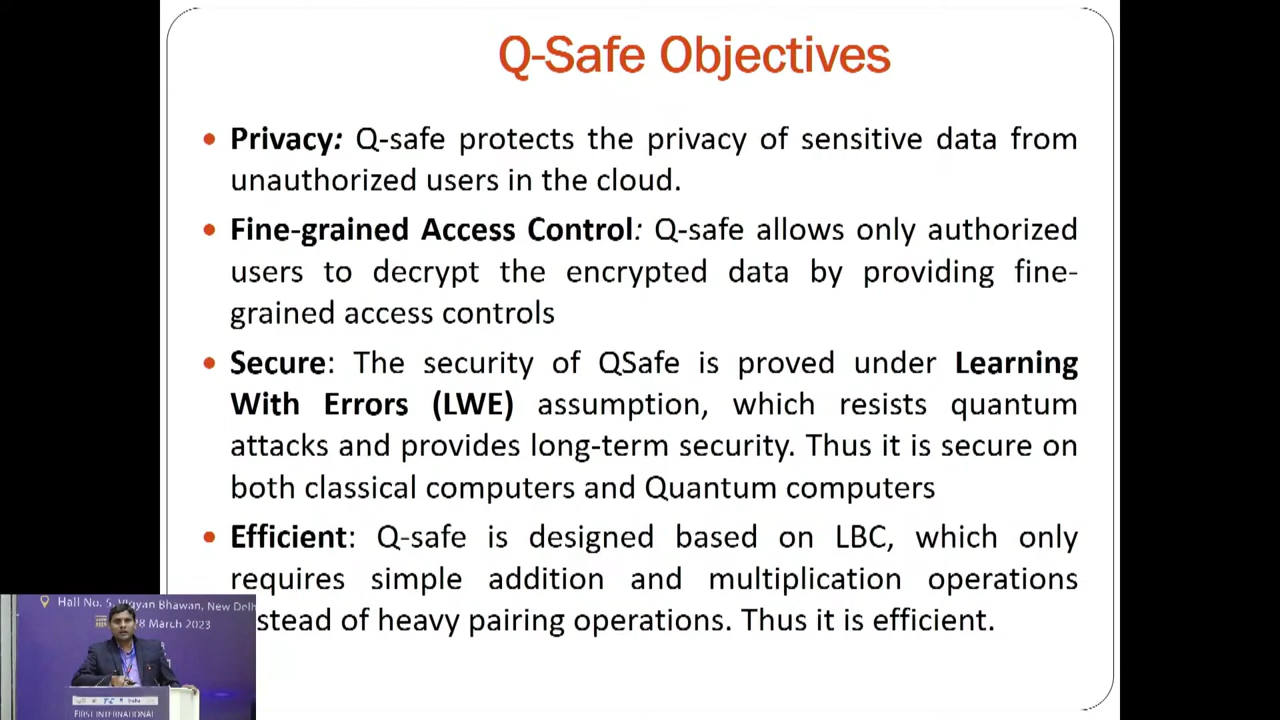 Q-Safe Objectives
• Privacy: Q-safe protects the privacy of sensitive data from
unauthorized users in the cloud.
• Fine-grained Access Control: Q-safe allows only authorized
users to decrypt the encrypted data by providing fine-
grained access controls
• Secure: The security of QSafe is proved under Learning
With Errors (LWE) assumption, which resists quantum
attacks and provides long-term security. Thus it is secure on
both classical computers and Quantum computers
• Efficient: Q-safe is designed based on LBC, which only
requires simple addition and multiplication operations
stead of heavy pairing operations. Thus it is efficient.
Hall No. 5, Vigyan Bhawan, New Delh
28 March 2023
FIRST INTERNATIONAL